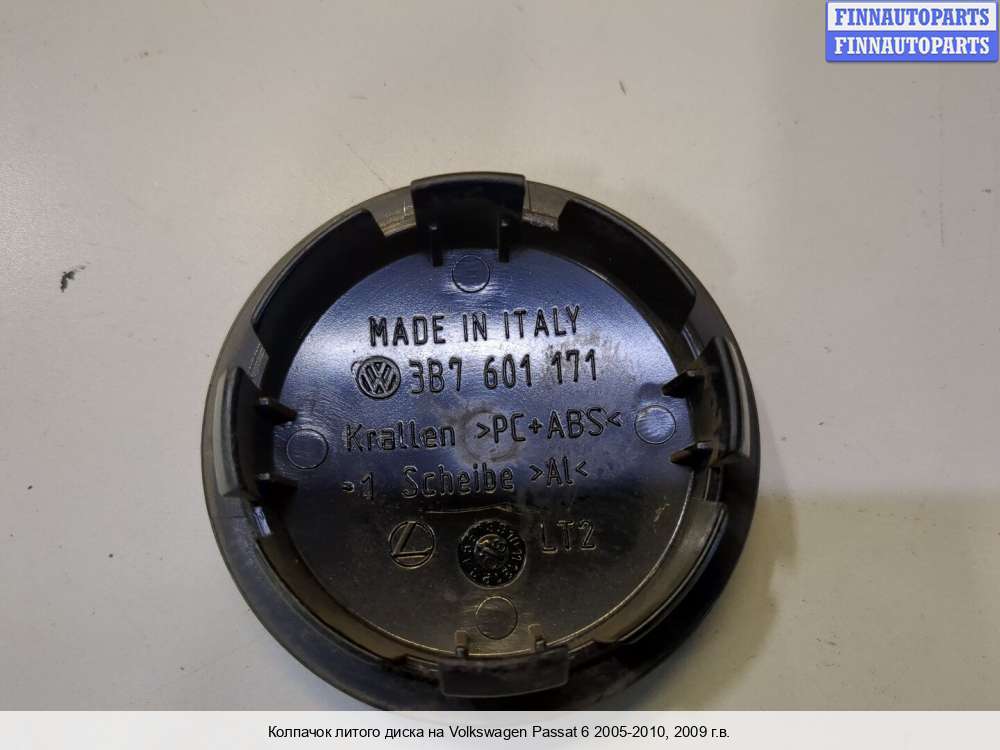 FINNAUTOPARTS
FINNAUTOPARTS
MADE IN ITALY
3B7 601 171
Krallen >PC+ABS<
-1 Scheibe >Al<
LT2
Колпачок литого диска на Volkswagen Passat 6 2005-2010, 2009 г.в.